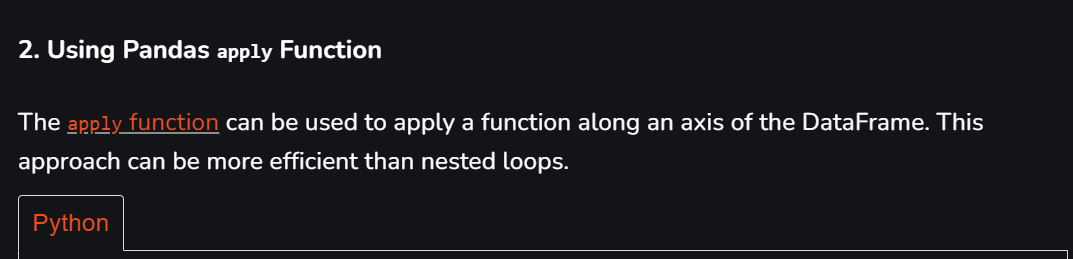 2. Using Pandas apply Function
The apply function can be used to apply a function along an axis of the DataFrame. This
approach can be more efficient than nested loops.
Python